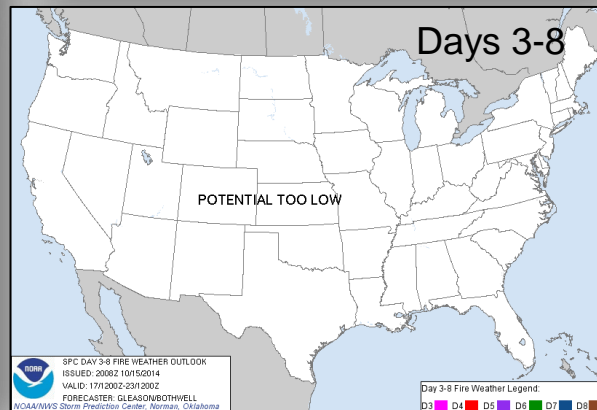 Days 3-8
POTENTIAL TOO LOW
NOAA
SPC DAY 3-8 FIRE WEATHER OUTLOOK
ISSUED: 2008Z 10/15/2014
VALID: 17/1200Z-23/1200Z
FORECASTER: GLEASON/BOTHWELL
NOAA/NWS Storm Prediction Center, Norman, Oklahoma
Day 3-8 Fire Weather Legend:
D3 D4 D5 D6 D7 D8